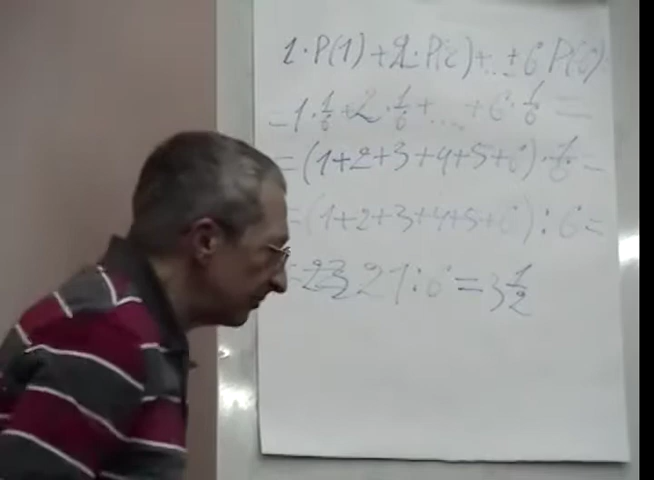 1·P(1)+2·P(2)+...+6·P(6)
=1·1/6+2·1/6+...+6·1/6=
=(1+2+3+4+5+6)·1/6=
=(1+2+3+4+5+6):6=
= 21:6=3 1/2